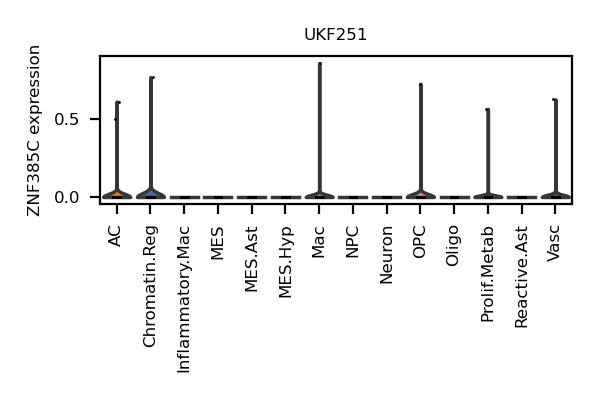 UKF251
ZNF385C expression
0.5
0.0
AC
Chromatin.Reg
Inflammatory.Mac
MES
MES.Ast
MES.Hyp
Mac
NPC
Neuron
OPC
Oligo
Prolif.Metab
Reactive.Ast
Vasc